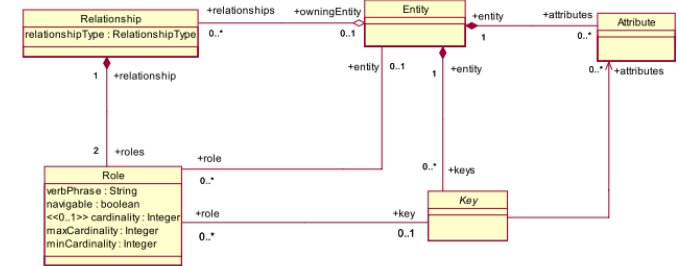 Relationship
relationshipType : RelationshipType
+relationships
0..*
+owningEntity
0..1
Entity
+entity
1
+attributes
0..*
Attribute
+attributes
0..*
1
+relationship
+entity
0..1
1
+entity
2
+roles
+role
0..*
0..*
+keys
Role
verbPhrase : String
navigable : boolean
<<0..1>> cardinality : Integer
maxCardinality : Integer
minCardinality : Integer
+role
0..*
+key
0..1
Key